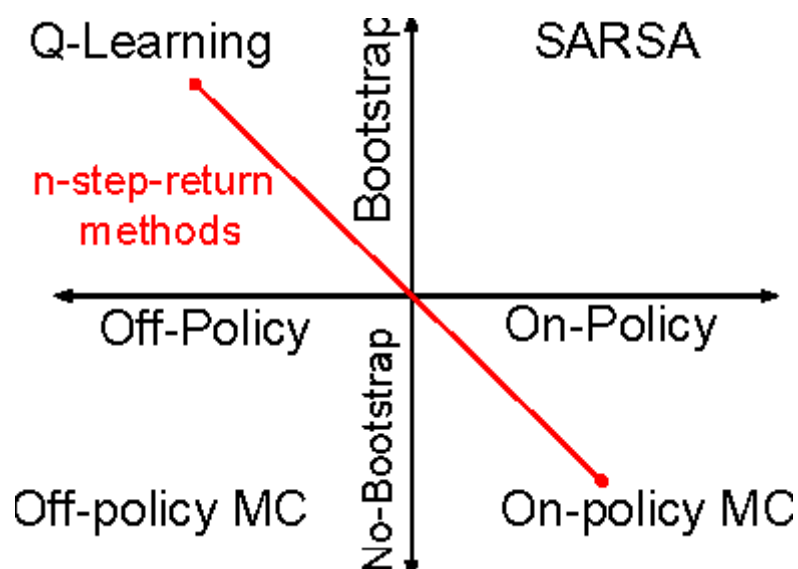 Q-Learning
SARSA
Bootstrap
n-step-return
methods
Off-Policy
On-Policy
No-Bootstrap
Off-policy MC
On-policy MC